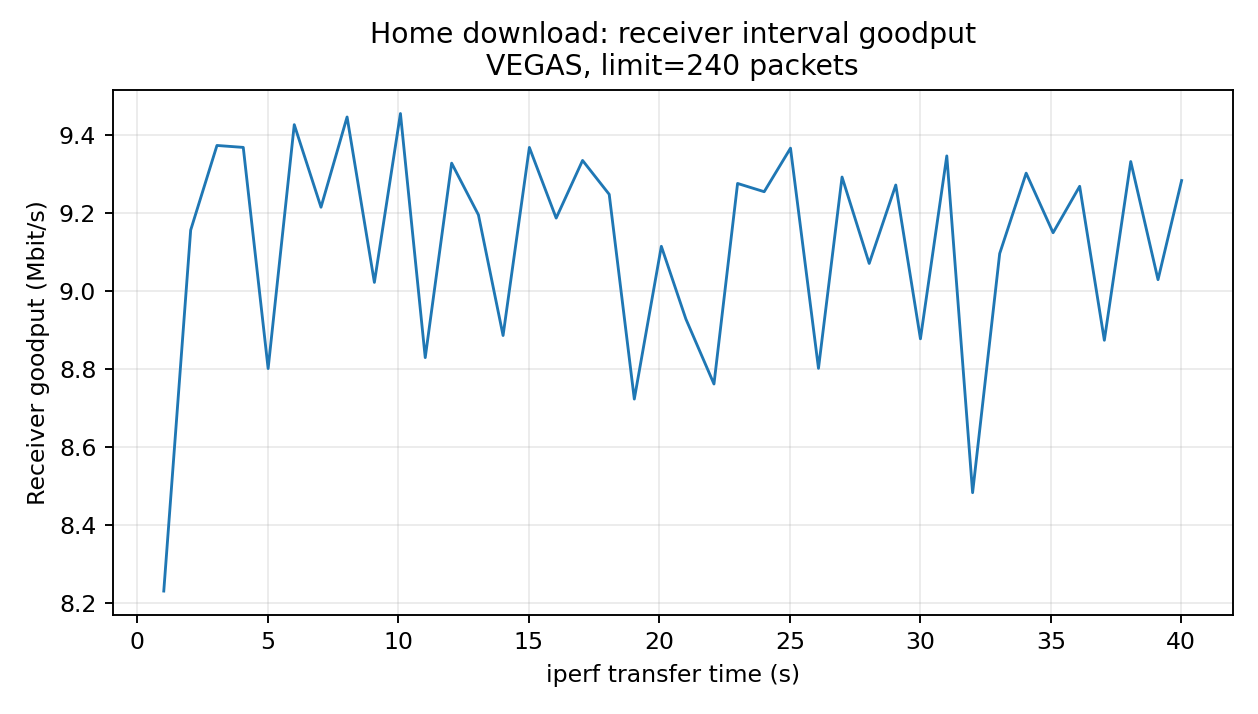 Home download: receiver interval goodput
VEGAS, limit=240 packets
Receiver goodput (Mbit/s)
9.4
9.2
9.0
8.8
8.6
8.4
8.2
0 5 10 15 20 25 30 35 40
iperf transfer time (s)